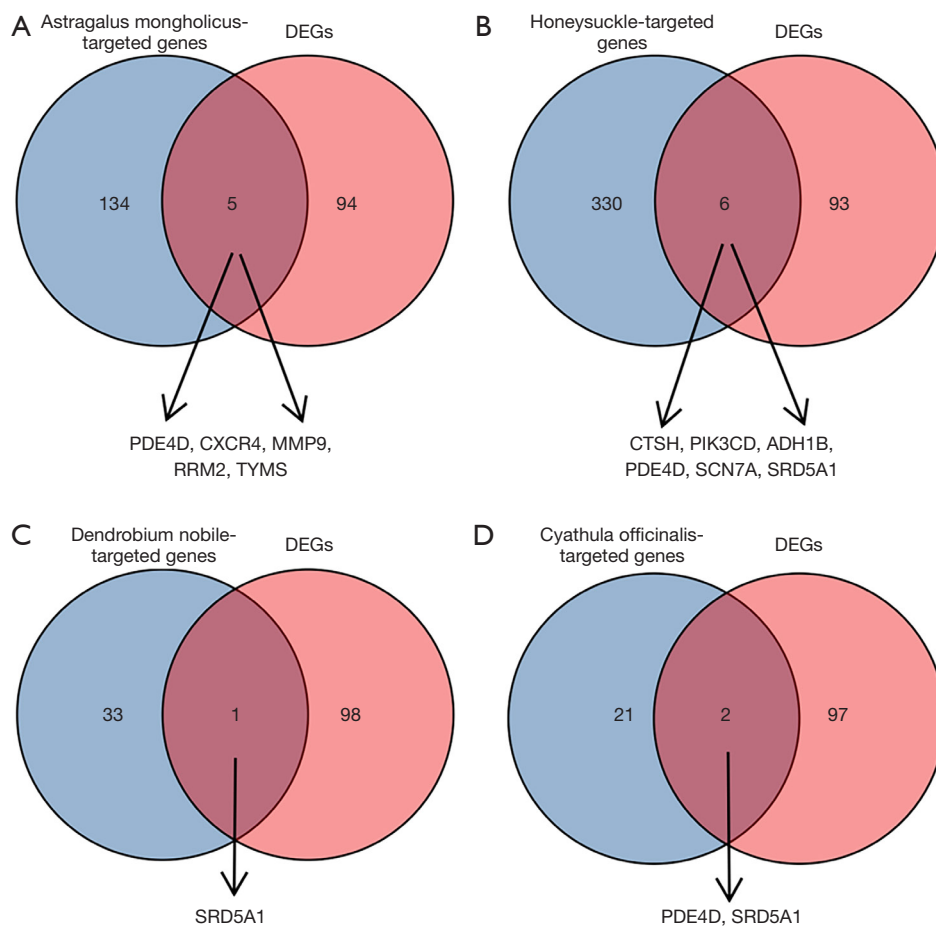 A
Astragalus mongholicus-
targeted genes
DEGs
134
5
94
PDE4D, CXCR4, MMP9,
RRM2, TYMS
B
Honeysuckle-targeted
genes
DEGs
330
6
93
CTSH, PIK3CD, ADH1B,
PDE4D, SCN7A, SRD5A1
C
Dendrobium nobile-
targeted genes
DEGs
33
1
98
SRD5A1
D
Cyathula officinalis-
targeted genes
DEGs
21
2
97
PDE4D, SRD5A1